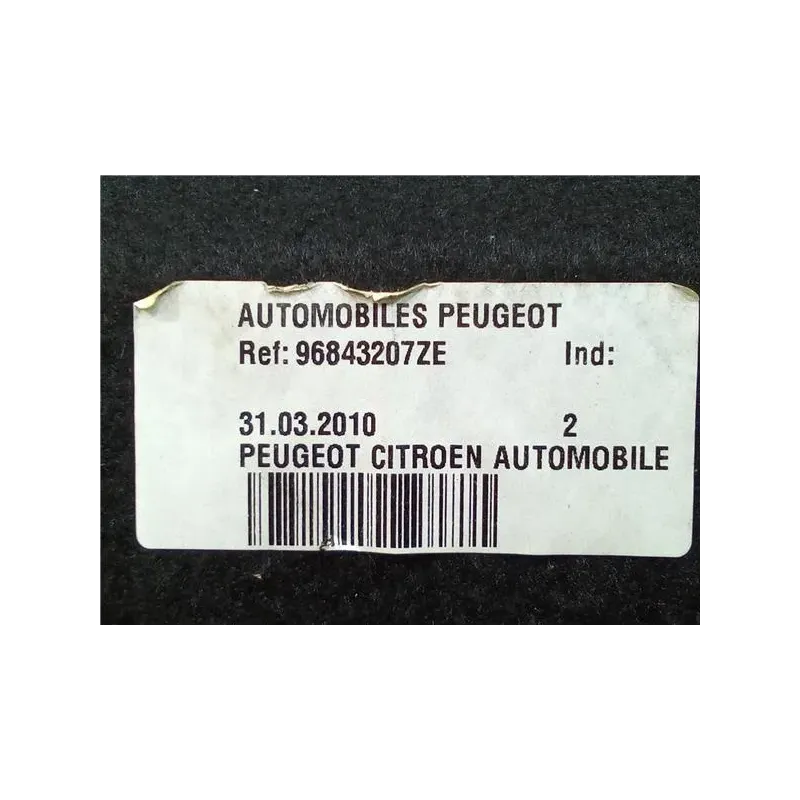 AUTOMOBILES PEUGEOT
Ref: 96843207ZE Ind:
31.03.2010 2
PEUGEOT CITROEN AUTOMOBILE